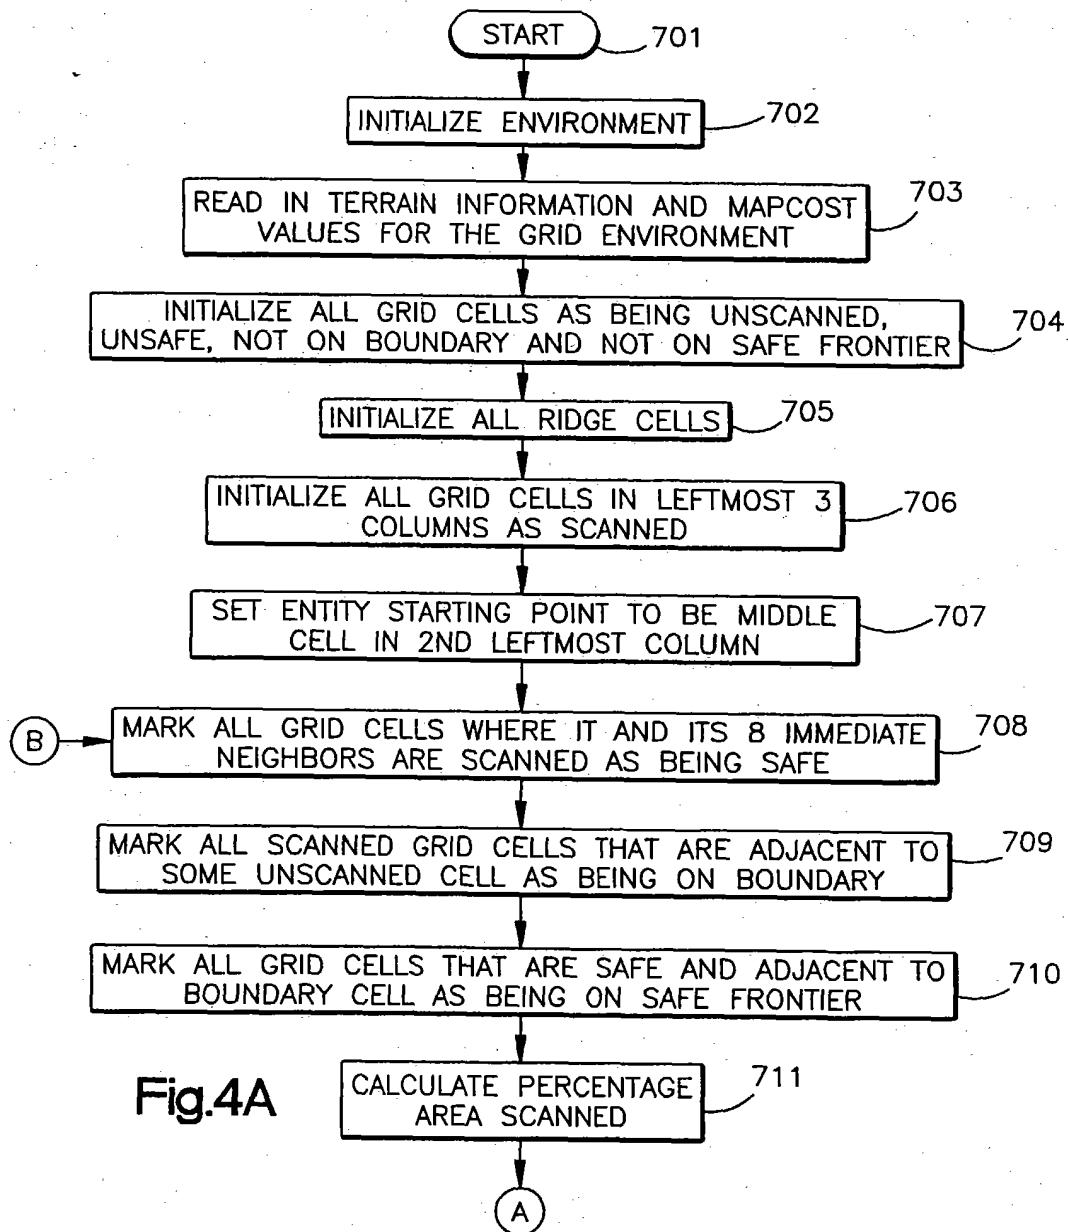 START
701
INITIALIZE ENVIRONMENT
702
READ IN TERRAIN INFORMATION AND MAPCOST
VALUES FOR THE GRID ENVIRONMENT
703
INITIALIZE ALL GRID CELLS AS BEING UNSCANNED,
UNSAFE, NOT ON BOUNDARY AND NOT ON SAFE FRONTIER
704
INITIALIZE ALL RIDGE CELLS
705
INITIALIZE ALL GRID CELLS IN LEFTMOST 3
COLUMNS AS SCANNED
706
SET ENTITY STARTING POINT TO BE MIDDLE
CELL IN 2ND LEFTMOST COLUMN
707
B
MARK ALL GRID CELLS WHERE IT AND ITS 8 IMMEDIATE
NEIGHBORS ARE SCANNED AS BEING SAFE
708
MARK ALL SCANNED GRID CELLS THAT ARE ADJACENT TO
SOME UNSCANNED CELL AS BEING ON BOUNDARY
709
MARK ALL GRID CELLS THAT ARE SAFE AND ADJACENT TO
BOUNDARY CELL AS BEING ON SAFE FRONTIER
710
Fig.4A
CALCULATE PERCENTAGE
AREA SCANNED
711
A